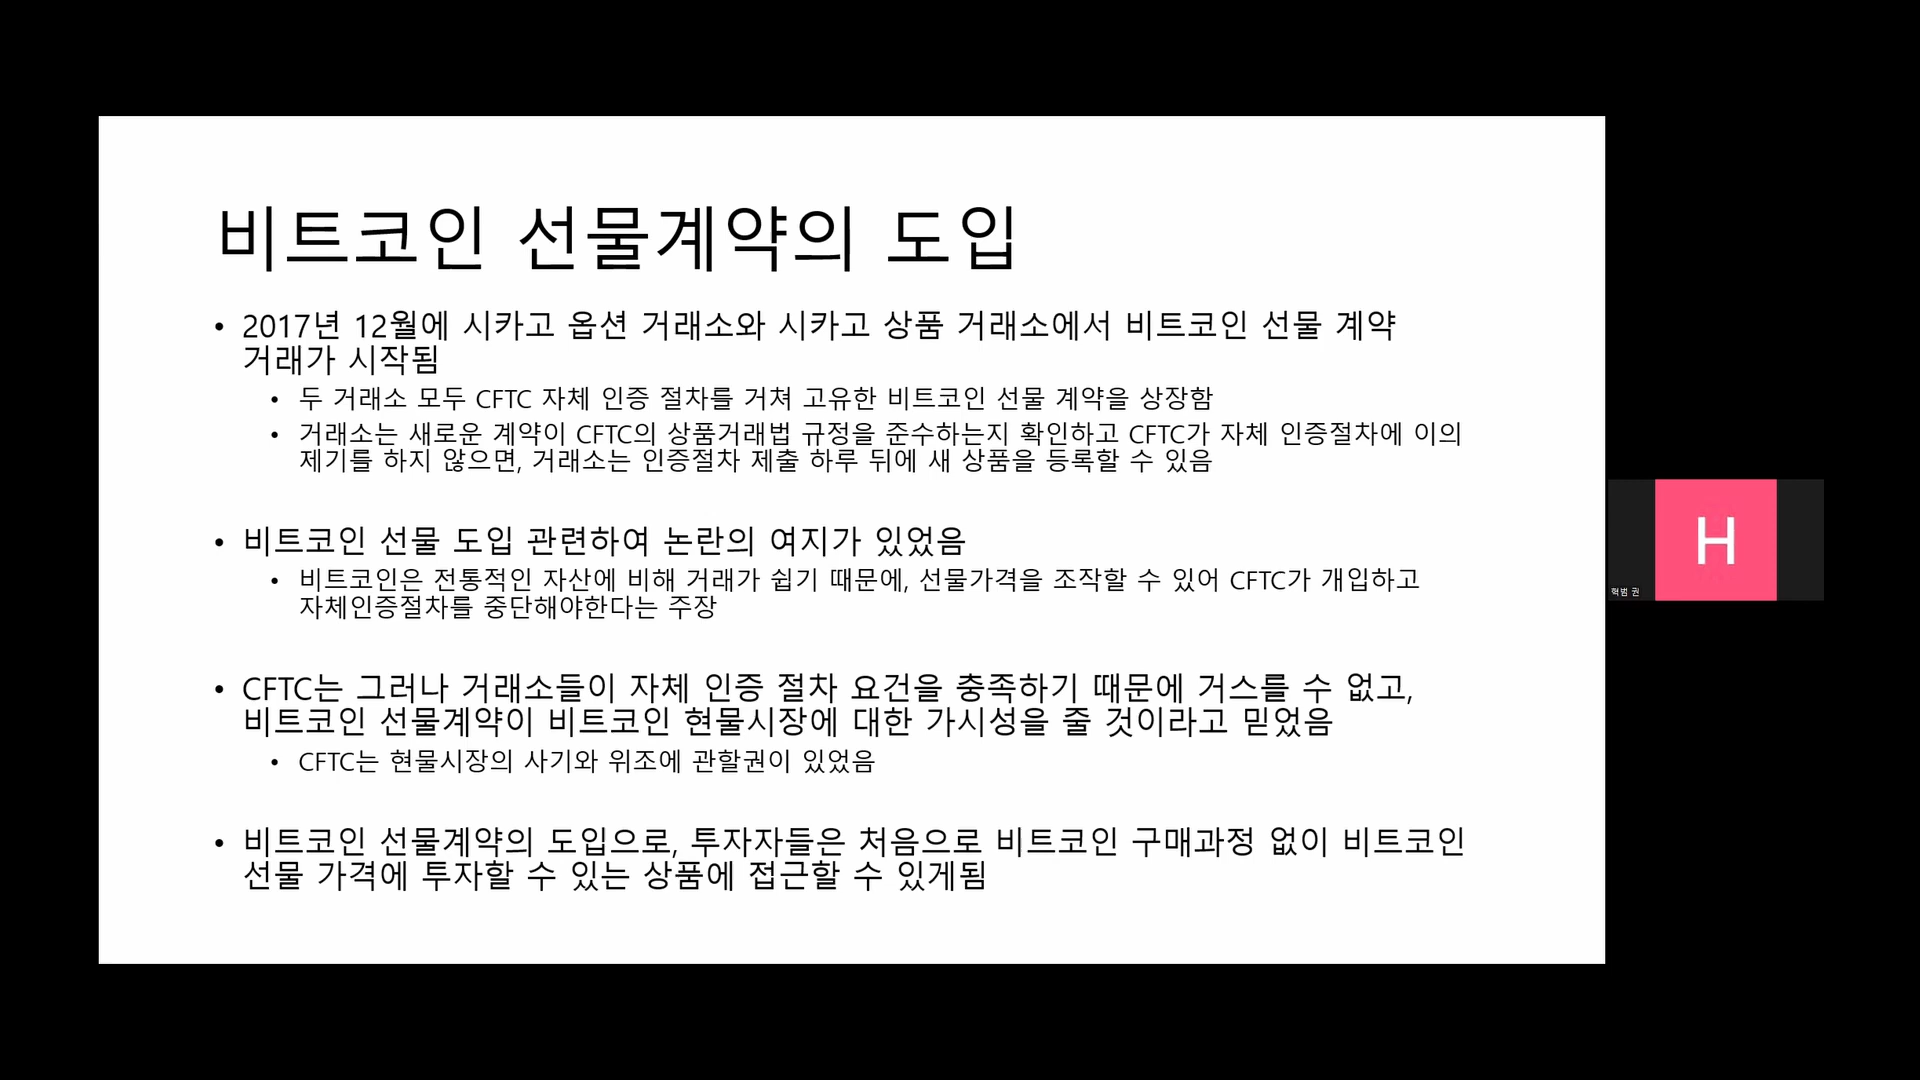 비트코인 선물계약의 도입
• 2017년 12월에 시카고 옵션 거래소와 시카고 상품 거래소에서 비트코인 선물 계약
거래가 시작됨
• 두 거래소 모두 CFTC 자체 인증 절차를 거쳐 고유한 비트코인 선물 계약을 상장함
• 거래소는 새로운 계약이 CFTC의 상품거래법 규정을 준수하는지 확인하고 CFTC가 자체 인증절차에 이의
제기를 하지 않으면, 거래소는 인증절차 제출 하루 뒤에 새 상품을 등록할 수 있음
• 비트코인 선물 도입 관련하여 논란의 여지가 있었음
• 비트코인은 전통적인 자산에 비해 거래가 쉽기 때문에, 선물가격을 조작할 수 있어 CFTC가 개입하고
자체인증절차를 중단해야한다는 주장
• CFTC는 그러나 거래소들이 자체 인증 절차 요건을 충족하기 때문에 거스를 수 없고,
비트코인 선물계약이 비트코인 현물시장에 대한 가시성을 줄 것이라고 믿었음
• CFTC는 현물시장의 사기와 위조에 관할권이 있었음
• 비트코인 선물계약의 도입으로, 투자자들은 처음으로 비트코인 구매과정 없이 비트코인
선물 가격에 투자할 수 있는 상품에 접근할 수 있게됨
H
혁범 권